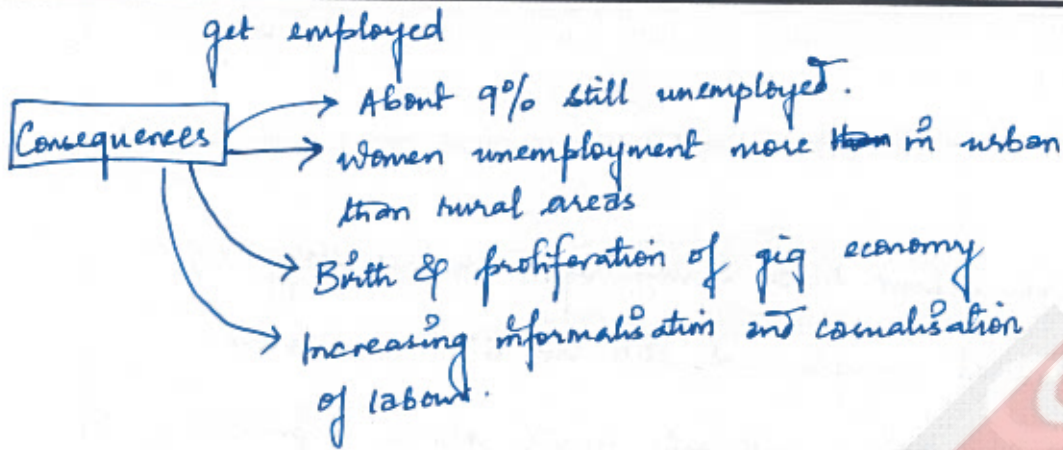 get employed
Consequences
About 9% still unemployed.
women unemployment more in urban
than rural areas
Birth & proliferation of gig economy
Increasing informalisation and casualisation
of labour.